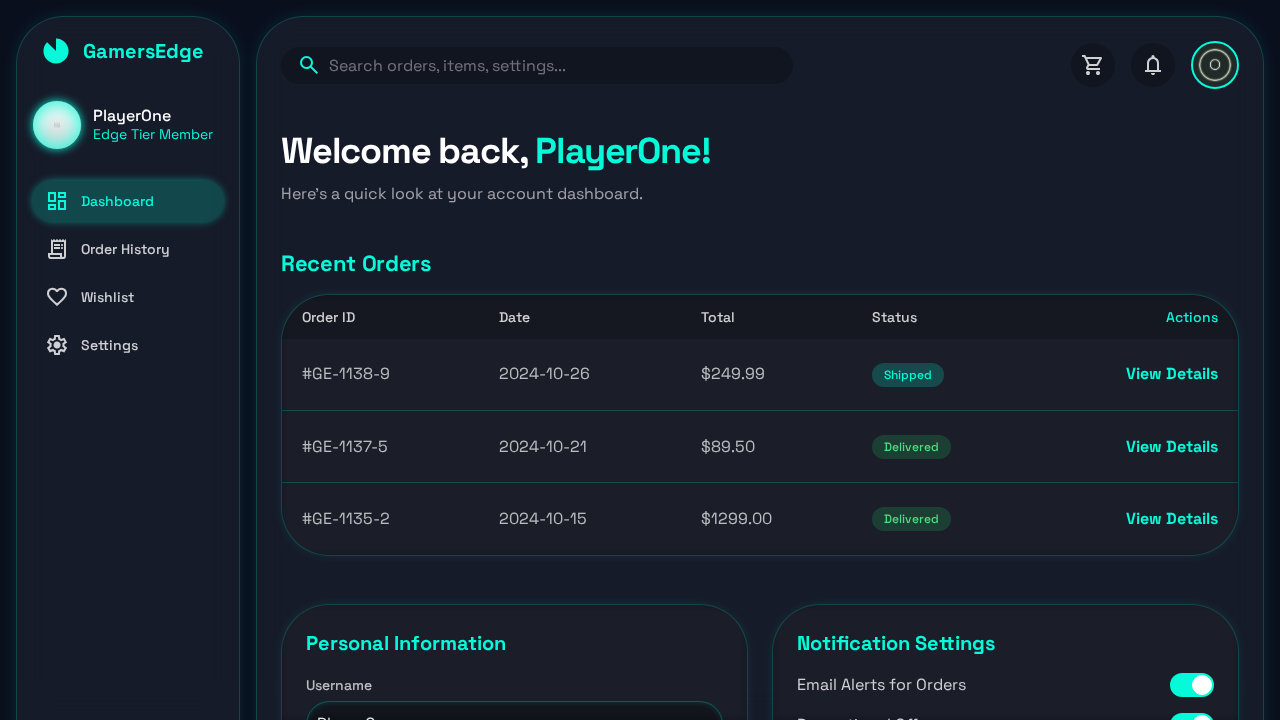 GamersEdge
PlayerOne
Edge Tier Member
Dashboard
Order History
Wishlist
Settings
Search orders, items, settings...
Welcome back, PlayerOne!
Here's a quick look at your account dashboard.
Recent Orders
Order ID Date Total Status Actions
#GE-1138-9 2024-10-26 $249.99 Shipped View Details
#GE-1137-5 2024-10-21 $89.50 Delivered View Details
#GE-1135-2 2024-10-15 $1299.00 Delivered View Details
Personal Information
Username
Notification Settings
Email Alerts for Orders